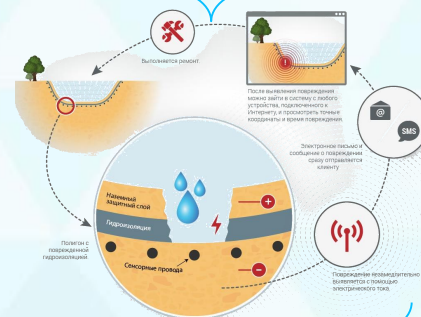 Выполняется ремонт
После выявления повреждения
можно зайти в систему с любого
устройства, подключенного к
Интернету, и просмотреть точные
координаты и время повреждения.
@
SMS
Электронное письмо и
сообщение о повреждении
сразу отправляется
клиенту
Наземный
защитный слой
Гидроизоляция
Полигон с
поврежденной
гидроизоляцией
Сенсорные провода
Повреждение незамедлительно
выявляется с помощью
электрического тока